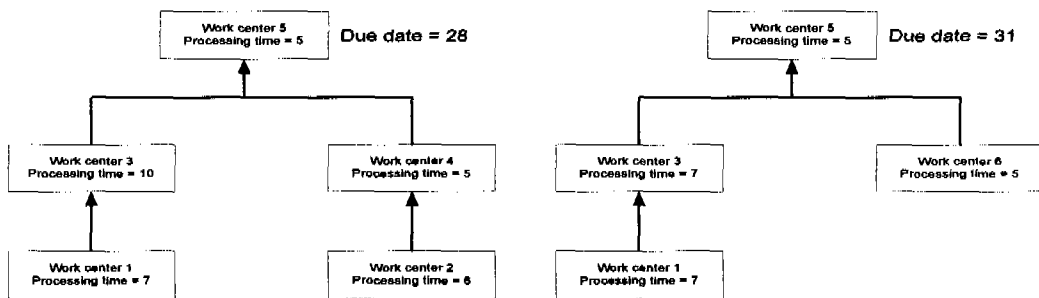 Work center 5
Processing time = 5
Due date = 28
Work center 5
Processing time = 5
Due date = 31
Work center 3
Processing time = 10
Work center 4
Processing time = 5
Work center 3
Processing time = 7
Work center 6
Processing time = 5
Work center 1
Processing time = 7
Work center 2
Processing time = 6
Work center 1
Processing time = 7